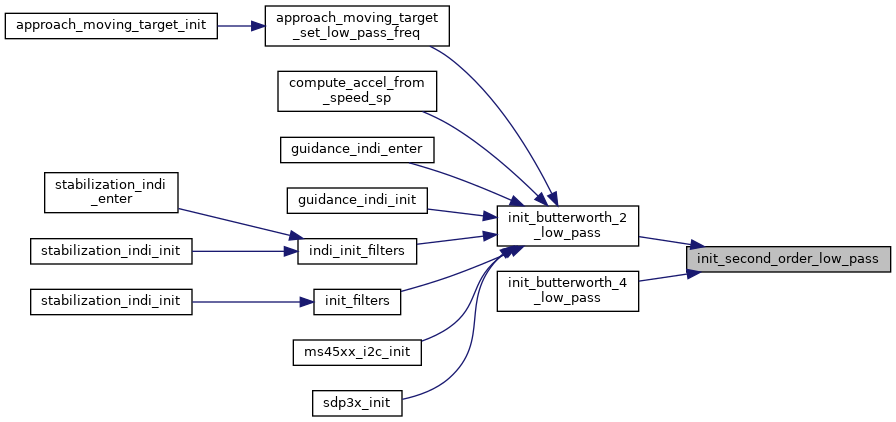 approach_moving_target_init
approach_moving_target
_set_low_pass_freq
compute_accel_from
_speed_sp
guidance_indi_enter
stabilization_indi
_enter
guidance_indi_init
init_butterworth_2
_low_pass
stabilization_indi_init
indi_init_filters
init_second_order_low_pass
init_butterworth_4
_low_pass
stabilization_indi_init
init_filters
ms45xx_i2c_init
sdp3x_init